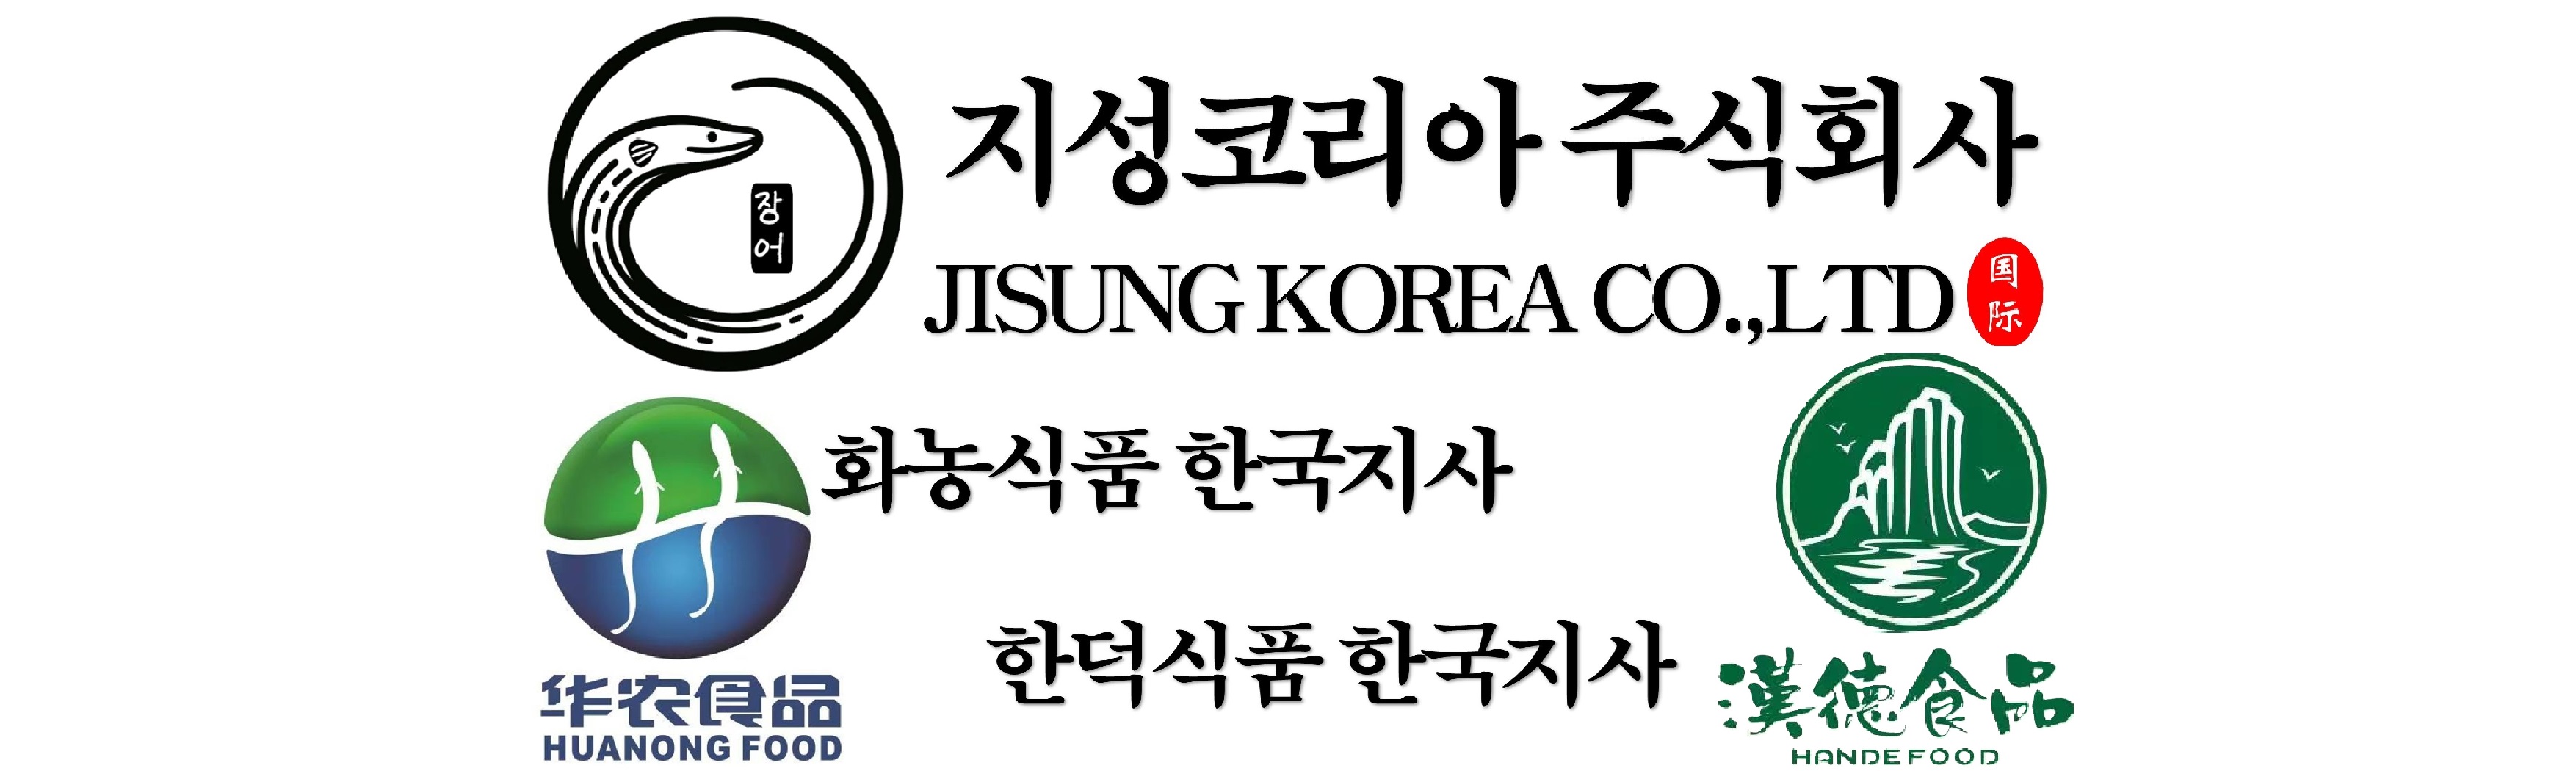 지성코리아 주식회사
장어
JISUNG KOREA CO.,LTD
国际
화농식품 한국지사
한덕식품 한국지사
华农食品
HUANONG FOOD
漢德食品
HANDEFOOD